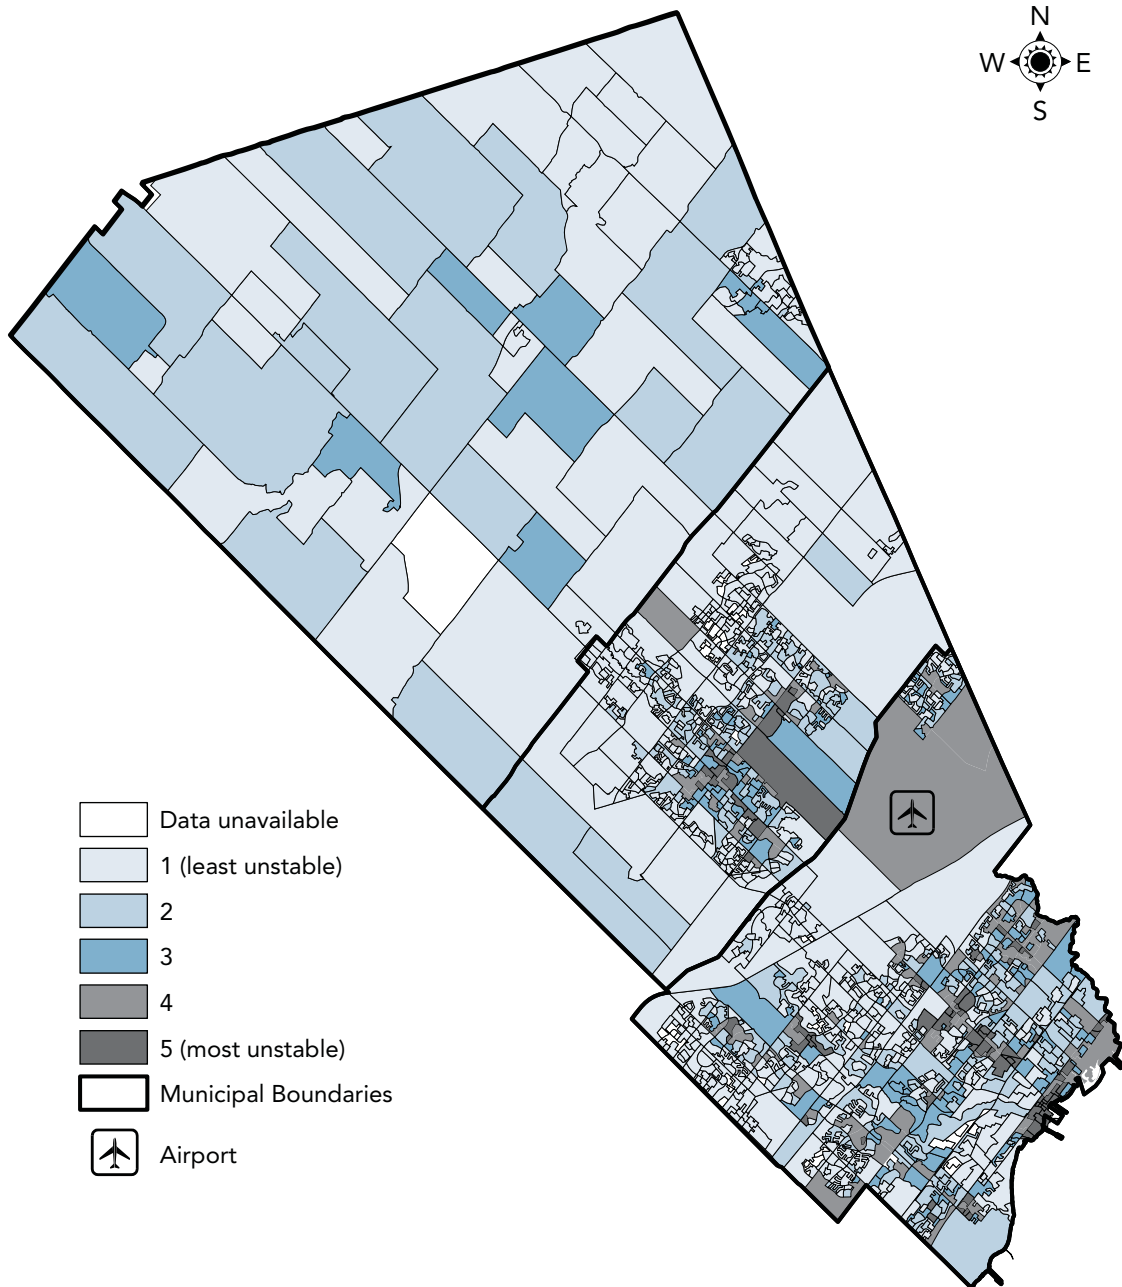 N
W E
S
Data unavailable
1 (least unstable)
2
3
4
5 (most unstable)
Municipal Boundaries
Airport